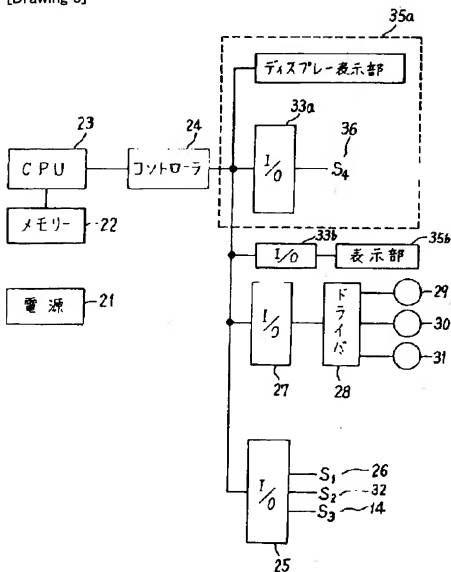 35a
ディスプレー表示部
33a
36
I/O
S4
23
24
CPU
コントローラ
メモリー
22
33b
35b
I/O
表示部
電源
21
I/O
ドライバ
29
30
31
27
28
I/O
S1
26
S2
32
S3
14
25